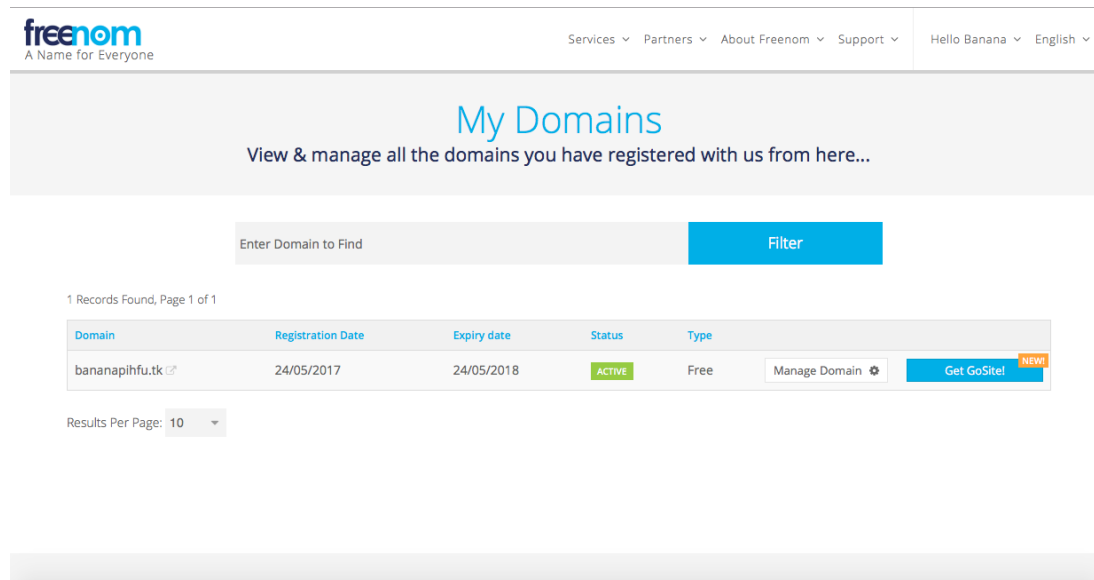 freenom
A Name for Everyone
Services Partners About Freenom Support Hello Banana English
My Domains
View & manage all the domains you have registered with us from here...
Enter Domain to Find Filter
1 Records Found, Page 1 of 1
Domain Registration Date Expiry date Status Type
NEW!
bananapihfu.tk 24/05/2017 24/05/2018 ACTIVE Free Manage Domain Get GoSite!
Results Per Page: 10